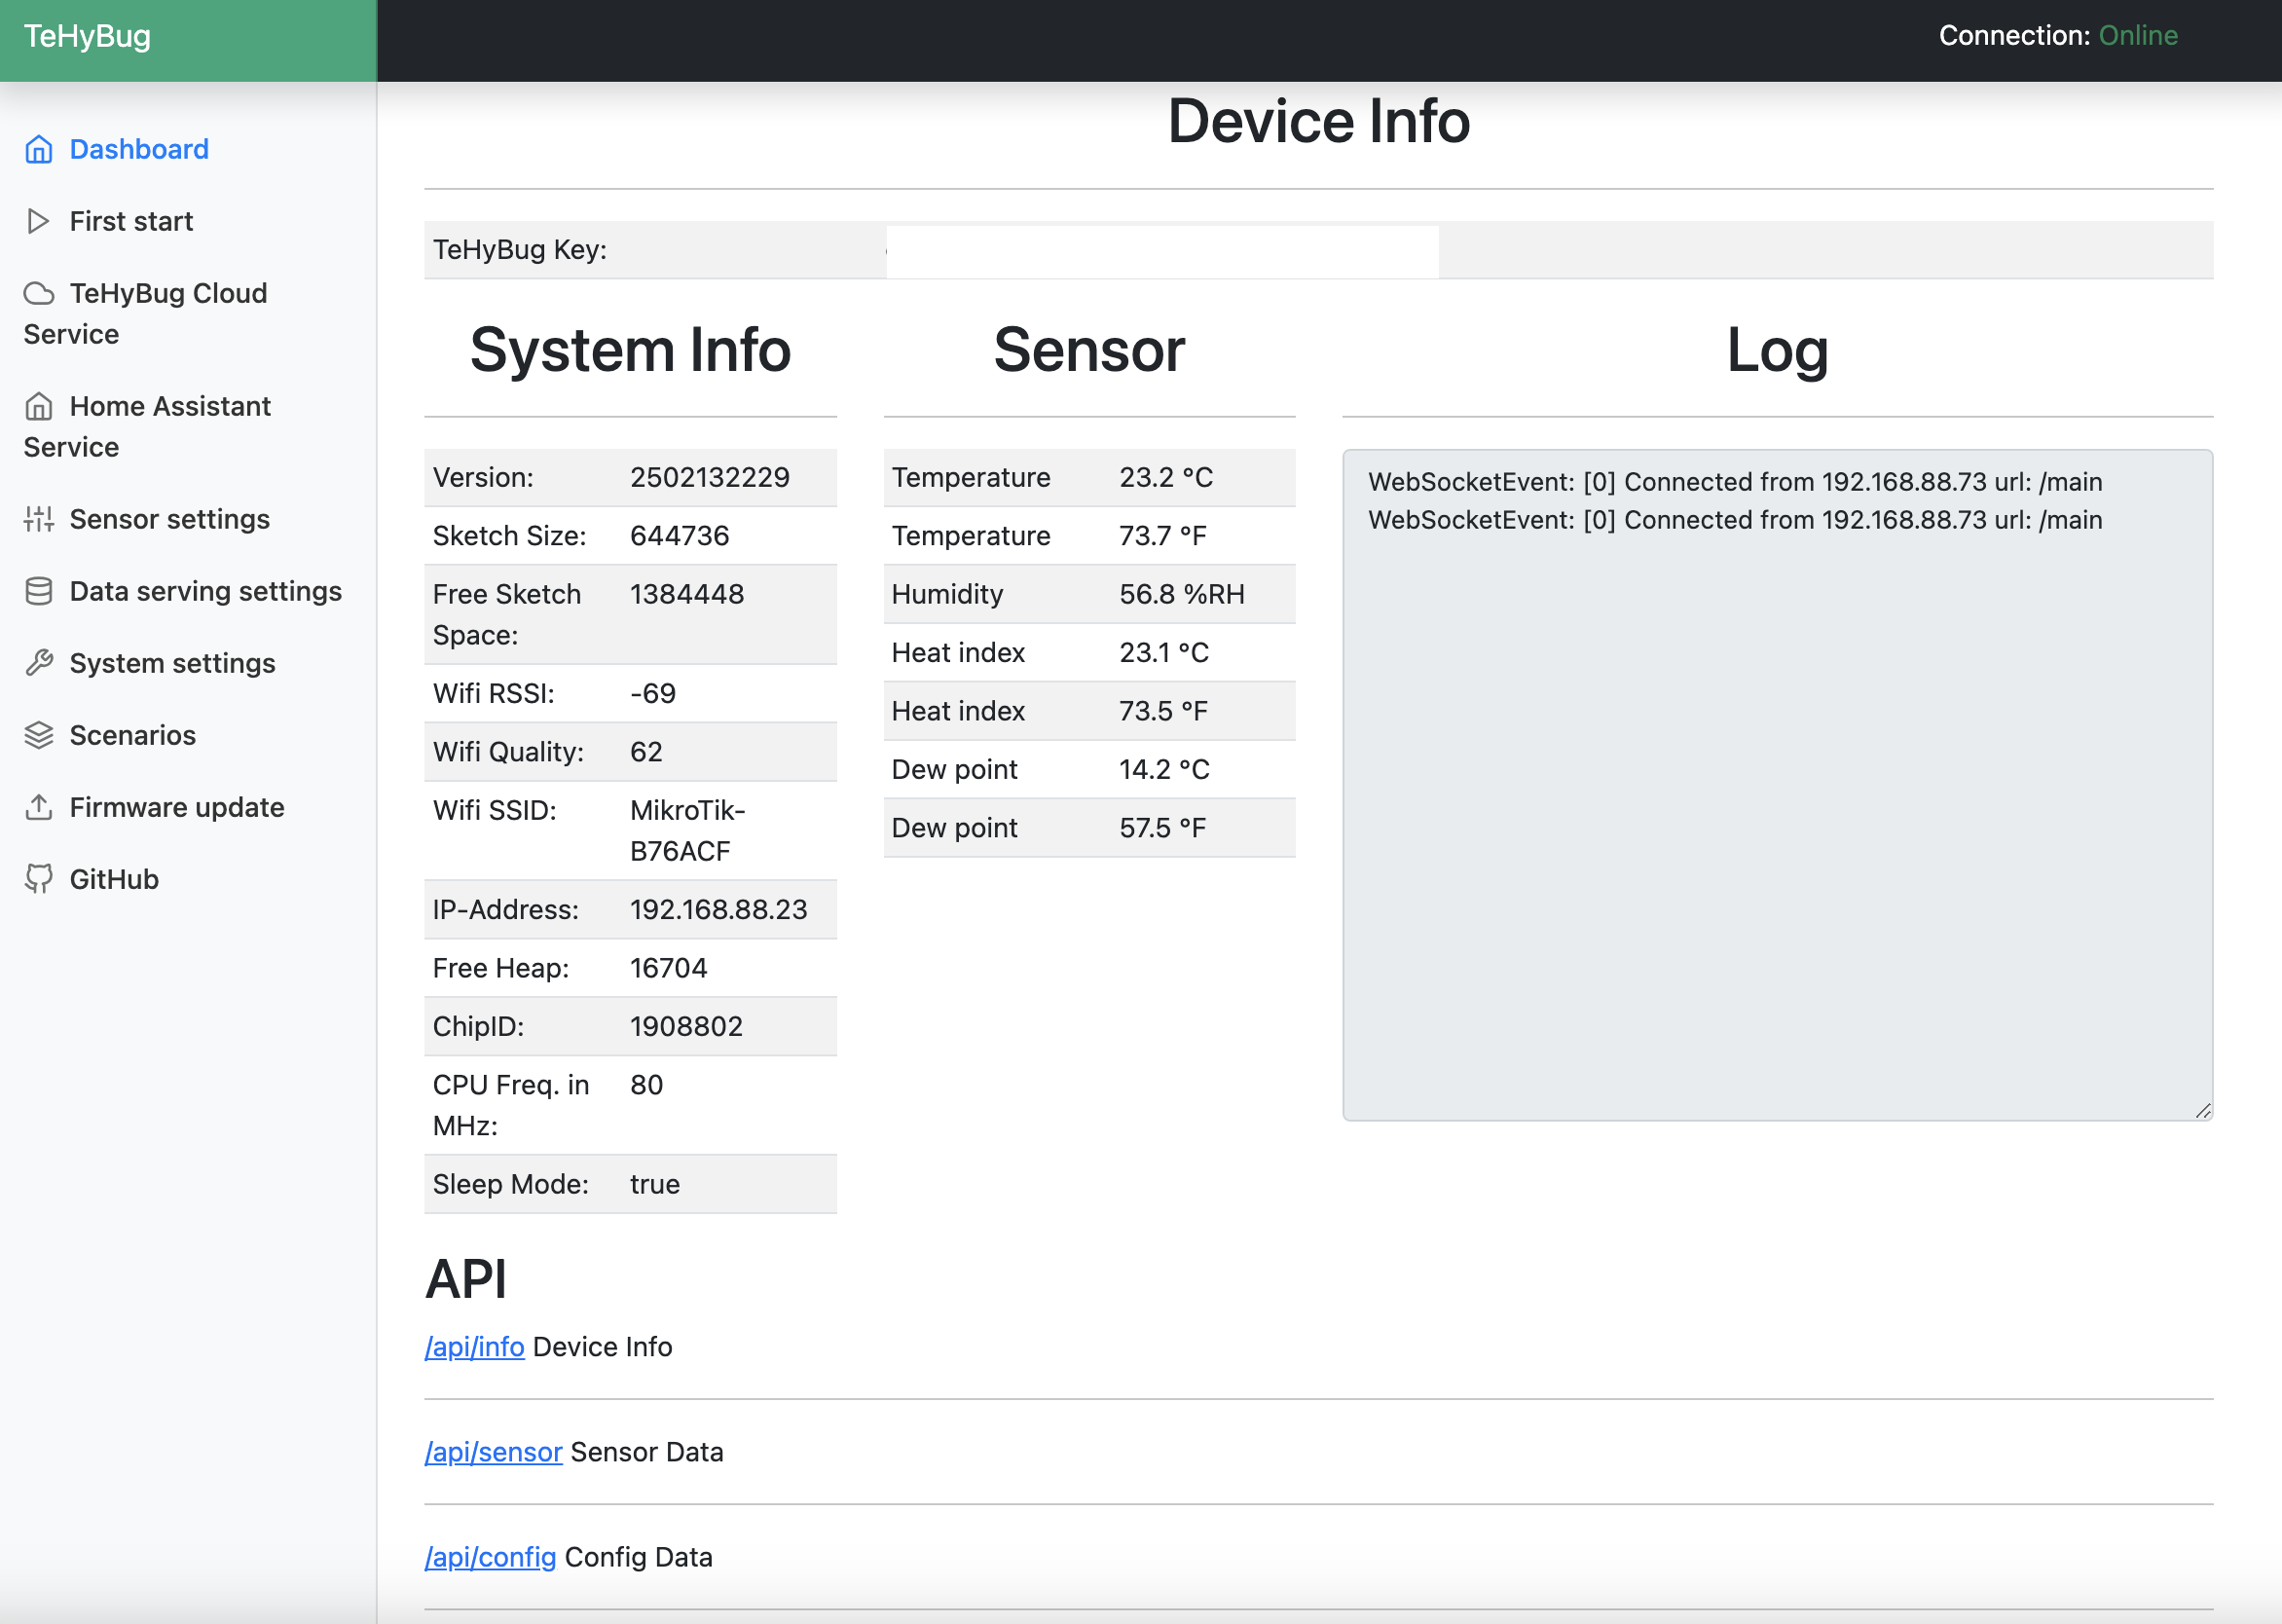 TeHyBug
Connection: Online
Dashboard
First start
TeHyBug Cloud
Service
Home Assistant
Service
Sensor settings
Data serving settings
System settings
Scenarios
Firmware update
GitHub
Device Info
TeHyBug Key:
System Info
Version: 2502132229
Sketch Size: 644736
Free Sketch 1384448
Space:
Wifi RSSI: -69
Wifi Quality: 62
Wifi SSID: MikroTik-
B76ACF
IP-Address: 192.168.88.23
Free Heap: 16704
ChipID: 1908802
CPU Freq. in 80
MHz:
Sleep Mode: true
Sensor
Temperature 23.2 °C
Temperature 73.7 °F
Humidity 56.8 %RH
Heat index 23.1 °C
Heat index 73.5 °F
Dew point 14.2 °C
Dew point 57.5 °F
Log
WebSocketEvent: [0] Connected from 192.168.88.73 url: /main
WebSocketEvent: [0] Connected from 192.168.88.73 url: /main
API
/api/info Device Info
/api/sensor Sensor Data
/api/config Config Data